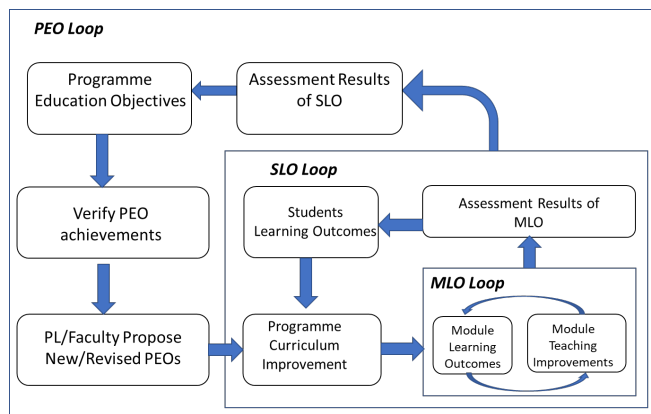 PEO Loop
Programme
Education Objectives
Assessment Results
of SLO
SLO Loop
Verify PEO
achievements
Students
Learning Outcomes
Assessment Results of
MLO
MLO Loop
PL/Faculty Propose
New/Revised PEOs
Programme
Curriculum
Improvement
Module
Learning
Outcomes
Module
Teaching
Improvements